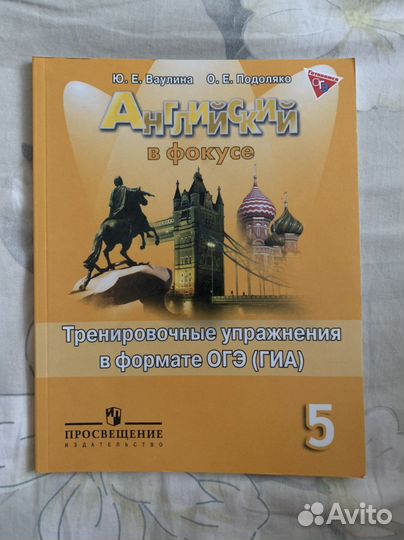 Ю. Е. Ваулина О. Е. Подоляко
Английский
в фокусе
Тренировочные упражнения
в формате ОГЭ (ГИА)
5
ПРОСВЕЩЕНИЕ
ИЗДАТЕЛЬСТВО
Avito